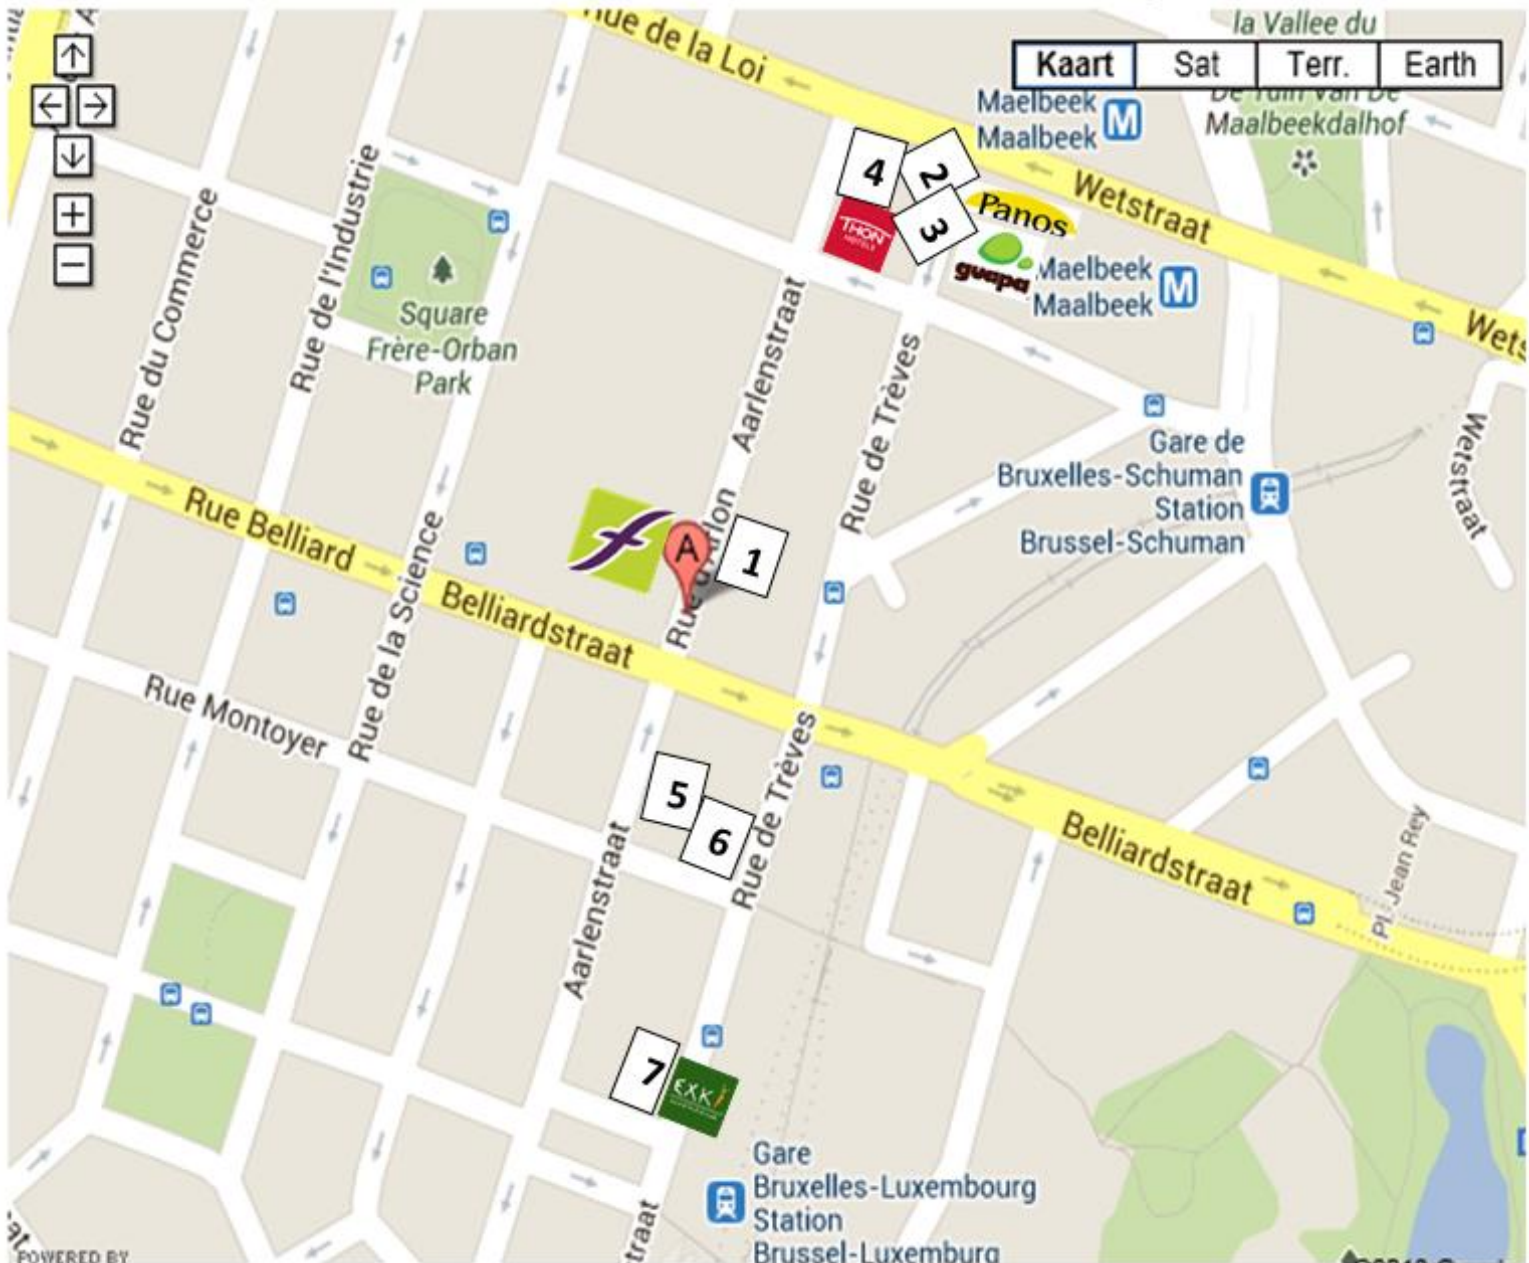 la Vallee du
Rue de la Loi
Kaart
Sat
Terr.
Earth
De Tuin Van De
Maalbeekdalhof
Maelbeek
Maalbeek
M
4
2
3
THON
HOTELS
Panos
guapa
Wetstraat
Maelbeek
Maalbeek
M
Rue du Commerce
Rue de l'Industrie
Square
Frère-Orban
Park
Aarlenstraat
Rue de Trèves
Wetstraat
Gare de
Bruxelles-Schuman
Station
Brussel-Schuman
Rue Belliard
Rue de la Science
A
1
Belliardstraat
Rue Montoyer
5
6
Rue de Trèves
Aarlenstraat
Belliardstraat
Pl. Jean Rey
7
EXKi
Gare
Bruxelles-Luxembourg
Station
Brussel-Luxemburg
POWERED BY